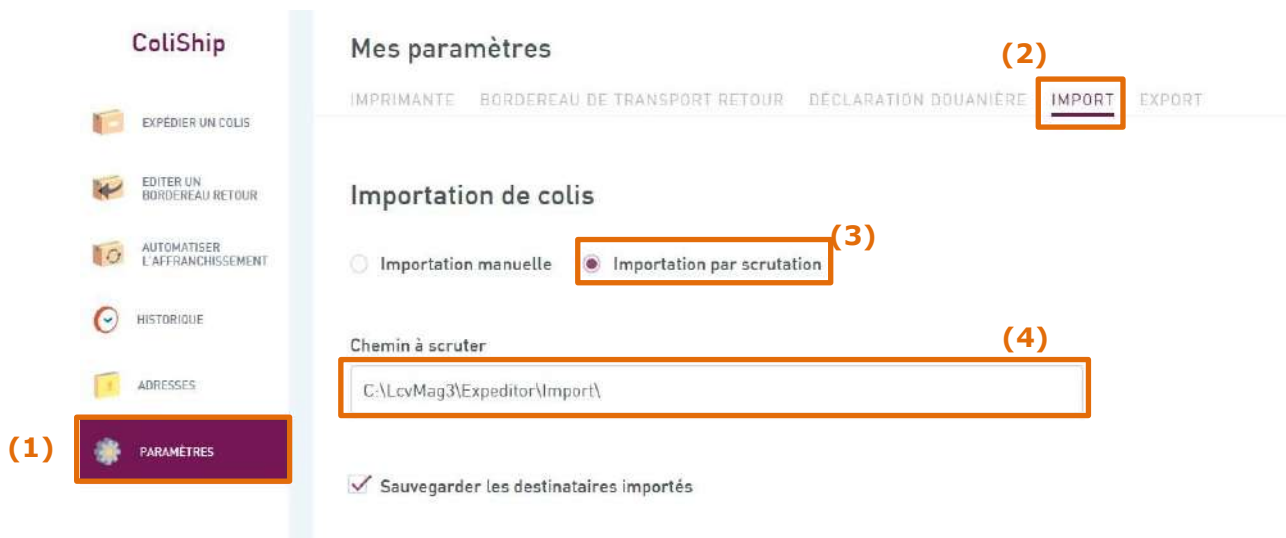 ColiShip
EXPÉDIER UN COLIS
EDITER UN
BORDEREAU RETOUR
AUTOMATISER
L'AFFRANCHISSEMENT
HISTORIQUE
ADRESSES
(1)
PARAMÈTRES
Mes paramètres
(2)
IMPRIMANTE BORDEREAU DE TRANSPORT RETOUR DÉCLARATION DOUANIÈRE IMPORT EXPORT
Importation de colis
(3)
Importation manuelle Importation par scrutation
Chemin à scruter
(4)
C:\LcvMag3\Expeditor\Import\
Sauvegarder les destinataires importés